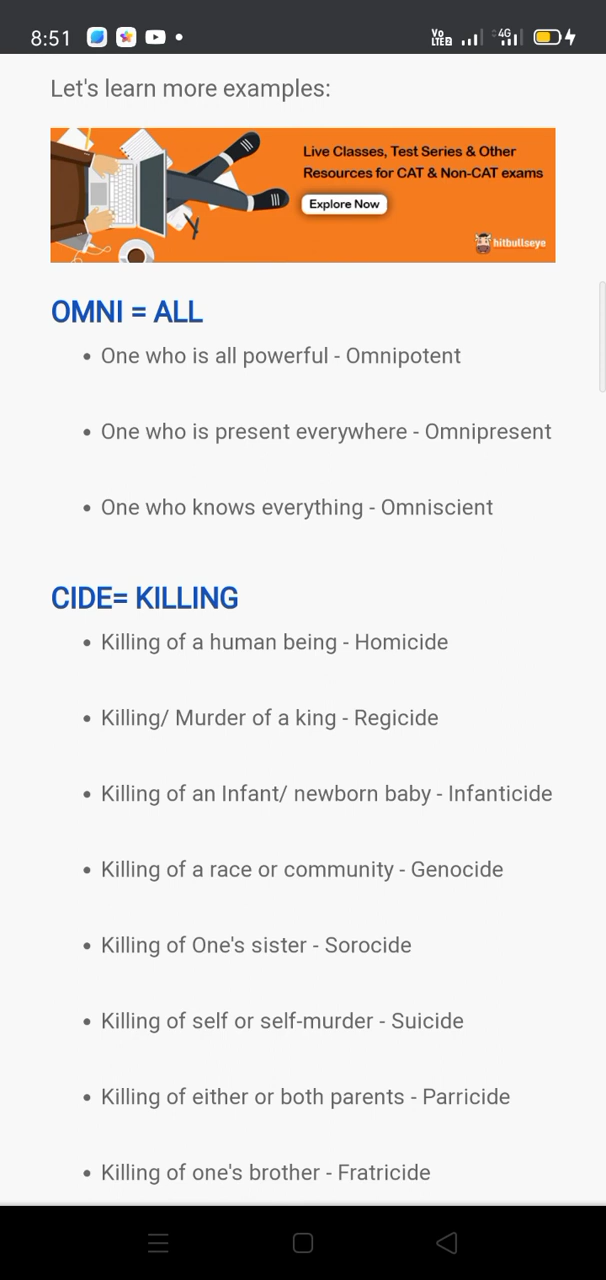 8:51
Vo
LTE2
4G
Let's learn more examples:
Live Classes, Test Series & Other
Resources for CAT & Non-CAT exams
Explore Now
hitbullseye
OMNI = ALL
• One who is all powerful - Omnipotent
• One who is present everywhere - Omnipresent
• One who knows everything - Omniscient
CIDE= KILLING
• Killing of a human being - Homicide
• Killing/ Murder of a king - Regicide
• Killing of an Infant/ newborn baby - Infanticide
• Killing of a race or community - Genocide
• Killing of One's sister - Sorocide
• Killing of self or self-murder - Suicide
• Killing of either or both parents - Parricide
• Killing of one's brother - Fratricide